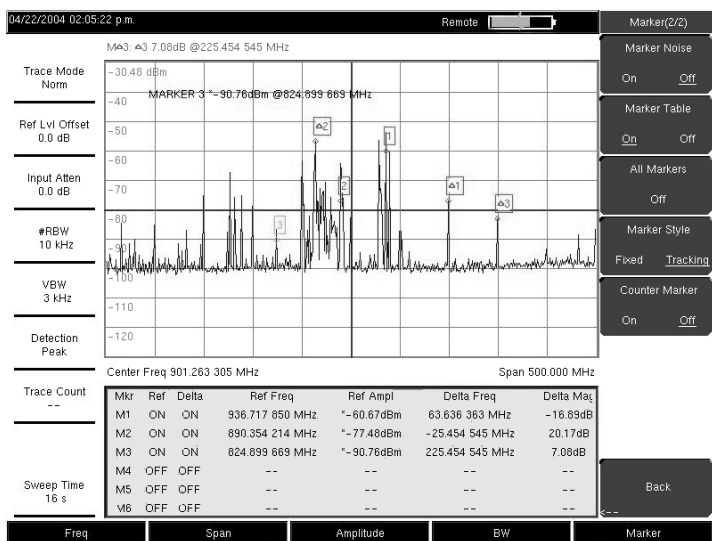 04/22/2004 02:05:22 p.m.
Remote
Marker(2/2)
MΔ3: Δ3 7.08dB @225.454 545 MHz
Marker Noise
On Off
Trace Mode
Norm
-30.48 dBm
MARKER 3 *-90.76dBm @824.899 669 MHz
-40
Marker Table
On Off
Ref Lvl Offset
0.0 dB
-50
Δ2
1
-60
All Markers
Off
Input Atten
0.0 dB
-70
2
Δ1
Δ3
-80
3
Marker Style
Fixed Tracking
#RBW
10 kHz
-90
-100
Counter Marker
On Off
VBW
3 kHz
-110
Detection
Peak
-120
Center Freq 901.263 305 MHz
Span 500.000 MHz
Trace Count
--
Mkr Ref Delta Ref Freq Ref Ampl Delta Freq Delta Mag
M1 ON ON 936.717 850 MHz *-60.67dBm 63.636 363 MHz -16.89dB
M2 ON ON 890.354 214 MHz *-77.48dBm -25.454 545 MHz 20.17dB
M3 ON ON 824.899 669 MHz *-90.76dBm 225.454 545 MHz 7.08dB
M4 OFF OFF -- -- -- --
M5 OFF OFF -- -- -- --
M6 OFF OFF -- -- -- --
Sweep Time
16 s
Back
<--
Freq Span Amplitude BW Marker